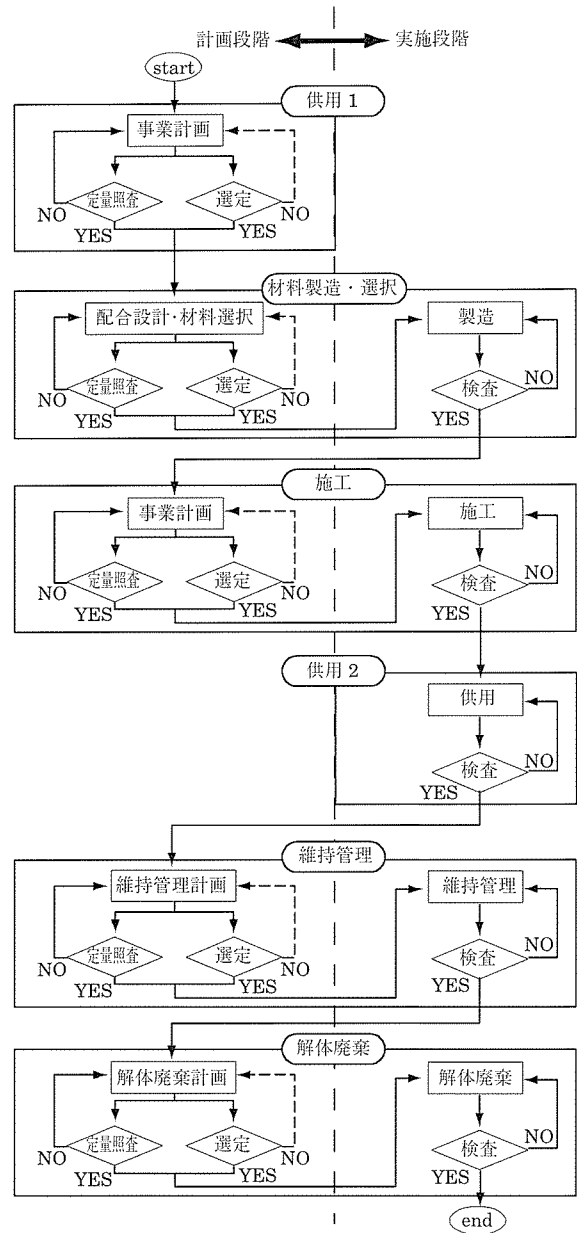 計画段階 実施段階
start
供用 1
事業計画
定量照査 選定
NO YES YES NO
材料製造・選択
配合設計・材料選択 製造
定量照査 選定 検査
NO YES YES NO YES NO
施工
事業計画 施工
定量照査 選定 検査
NO YES YES NO YES NO
供用 2
供用
検査
YES NO
維持管理
維持管理計画 維持管理
定量照査 選定 検査
NO YES YES NO YES NO
解体廃棄
解体廃棄計画 解体廃棄
定量照査 選定 検査
NO YES YES NO YES NO
end